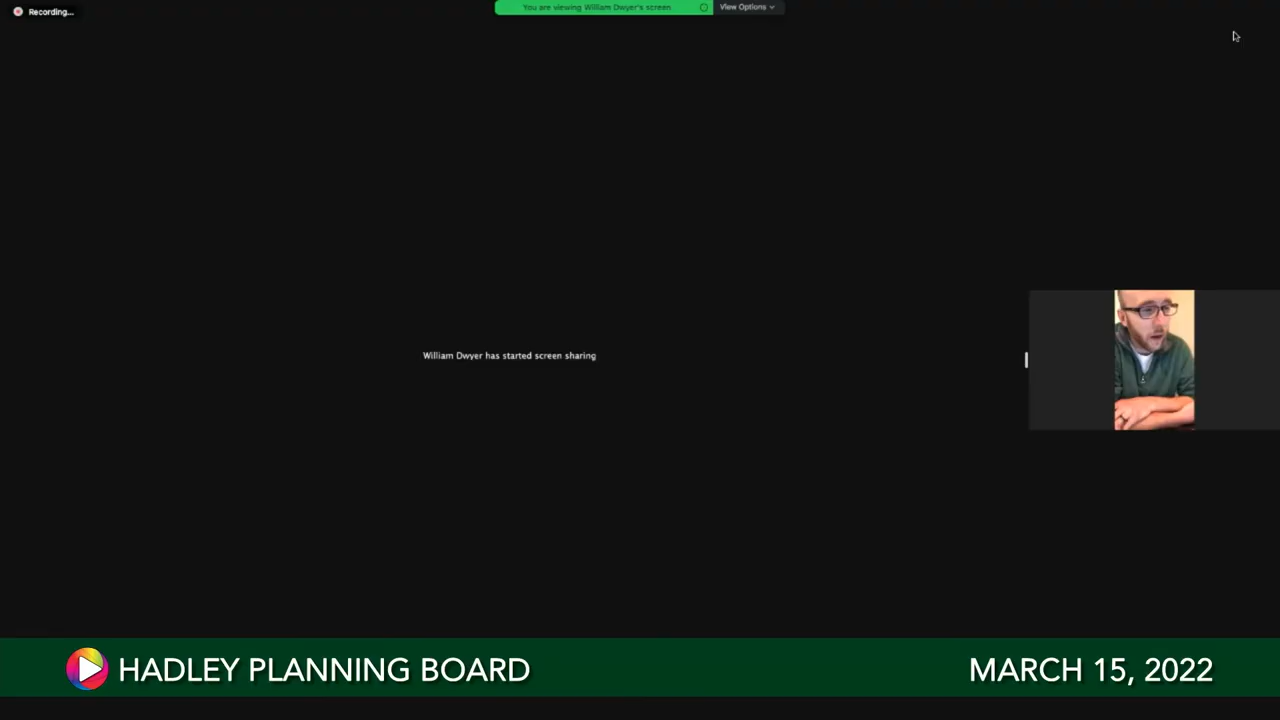 Recording...
You are viewing William Dwyer's screen
View Options
William Dwyer has started screen sharing
HADLEY PLANNING BOARD
MARCH 15, 2022